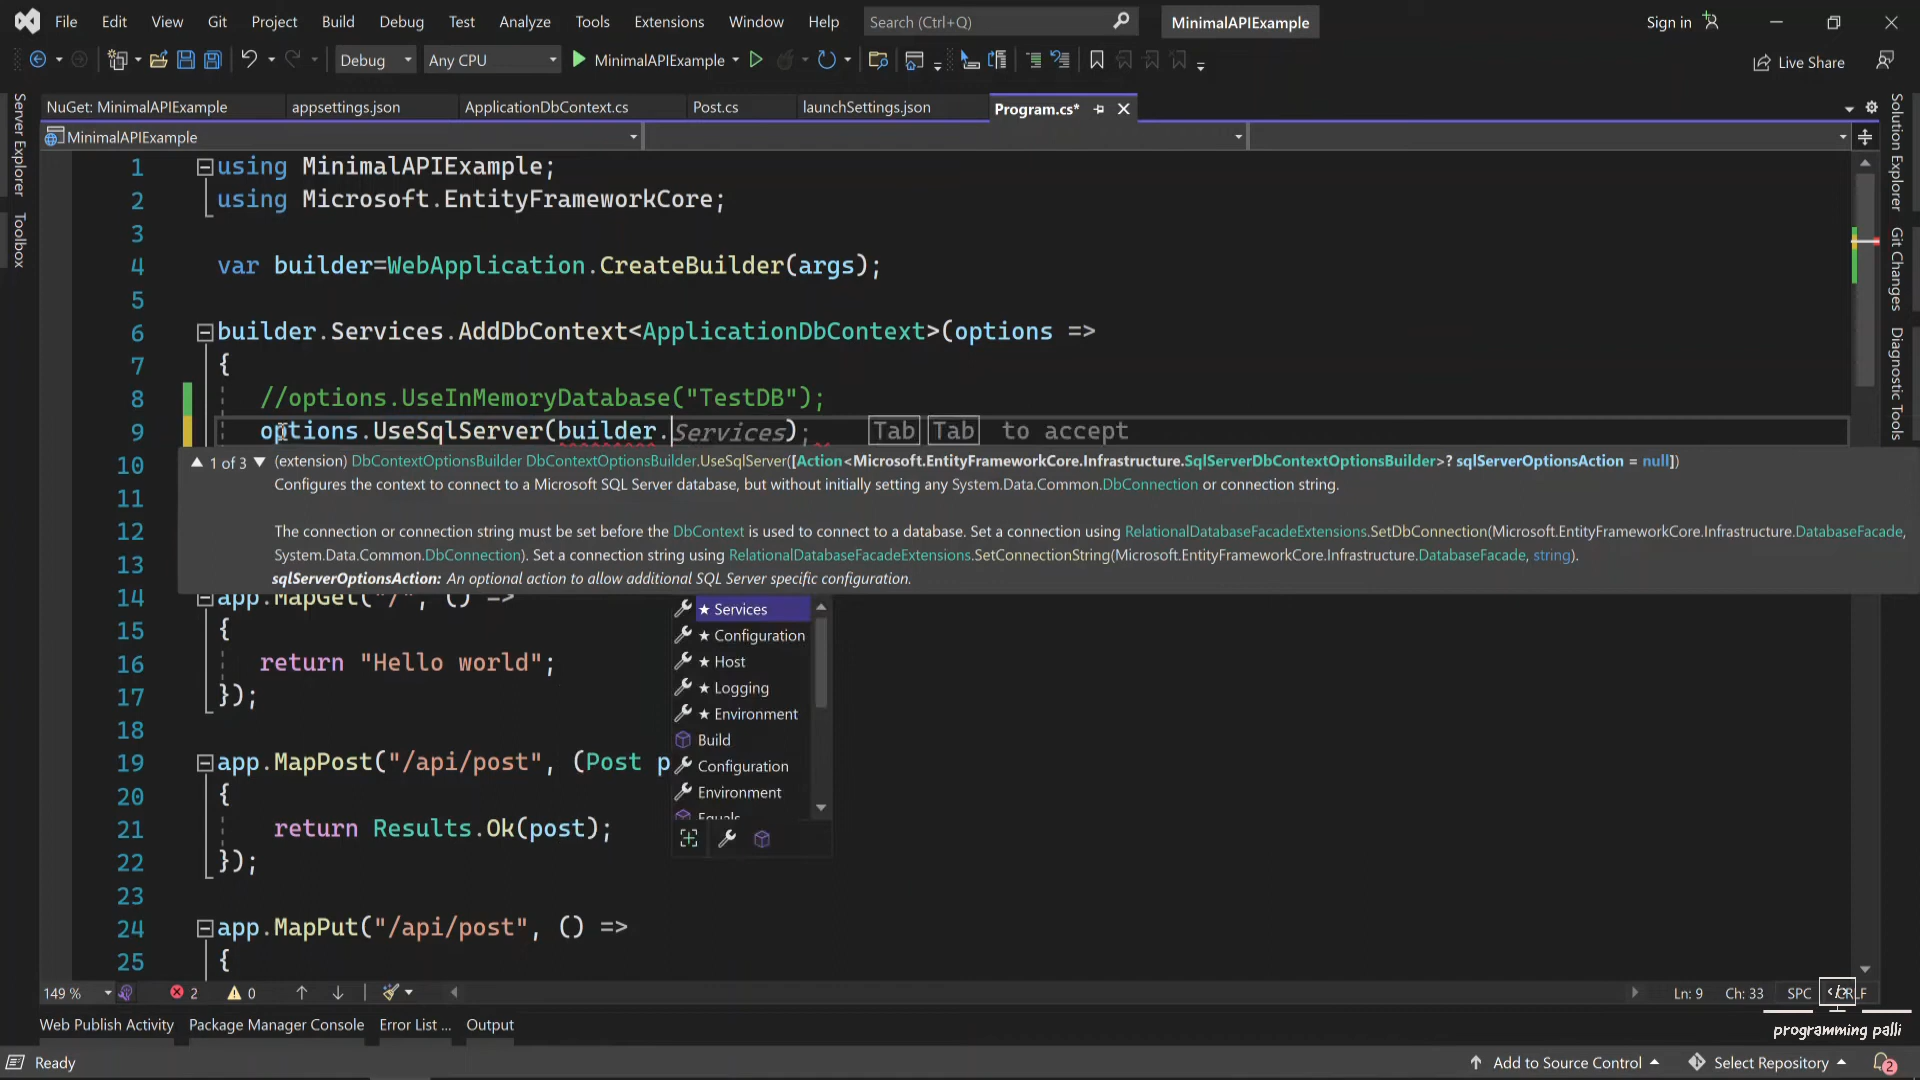 File Edit View Git Project Build Debug Test Analyze Tools Extensions Window Help Search (Ctrl+Q) MinimalAPIExample Sign in
Debug Any CPU MinimalAPIExample Live Share
NuGet: MinimalAPIExample appsettings.json ApplicationDbContext.cs Post.cs launchSettings.json Program.cs*
MinimalAPIExample
Server Explorer
Toolbox
Solution Explorer
Git Changes
Diagnostic Tools
1 using MinimalAPIExample;
2 using Microsoft.EntityFrameworkCore;
3
4 var builder=WebApplication.CreateBuilder(args);
5
6 builder.Services.AddDbContext<ApplicationDbContext>(options =>
7 {
8 //options.UseInMemoryDatabase("TestDB");
9 options.UseSqlServer(builder.Services); Tab Tab to accept
10
11
12
13
1 of 3 (extension) DbContextOptionsBuilder DbContextOptionsBuilder.UseSqlServer([Action<Microsoft.EntityFrameworkCore.Infrastructure.SqlServerDbContextOptionsBuilder>? sqlServerOptionsAction = null])
Configures the context to connect to a Microsoft SQL Server database, but without initially setting any System.Data.Common.DbConnection or connection string.
The connection or connection string must be set before the DbContext is used to connect to a database. Set a connection using RelationalDatabaseFacadeExtensions.SetDbConnection(Microsoft.EntityFrameworkCore.Infrastructure.DatabaseFacade,
System.Data.Common.DbConnection). Set a connection string using RelationalDatabaseFacadeExtensions.SetConnectionString(Microsoft.EntityFrameworkCore.Infrastructure.DatabaseFacade, string).
sqlServerOptionsAction: An optional action to allow additional SQL Server specific configuration.
14 app.MapGet("/", () =>
15 {
16 return "Hello world";
17 });
18
19 app.MapPost("/api/post", (Post p
20 {
21 return Results.Ok(post);
22 });
23
24 app.MapPut("/api/post", () =>
25 {
★ Services
★ Configuration
★ Host
★ Logging
★ Environment
Build
Configuration
Environment
Equals
149 % 2 0 Ln: 9 Ch: 33 SPC CRLF
Web Publish Activity Package Manager Console Error List ... Output
programming palli
Ready Add to Source Control Select Repository 2